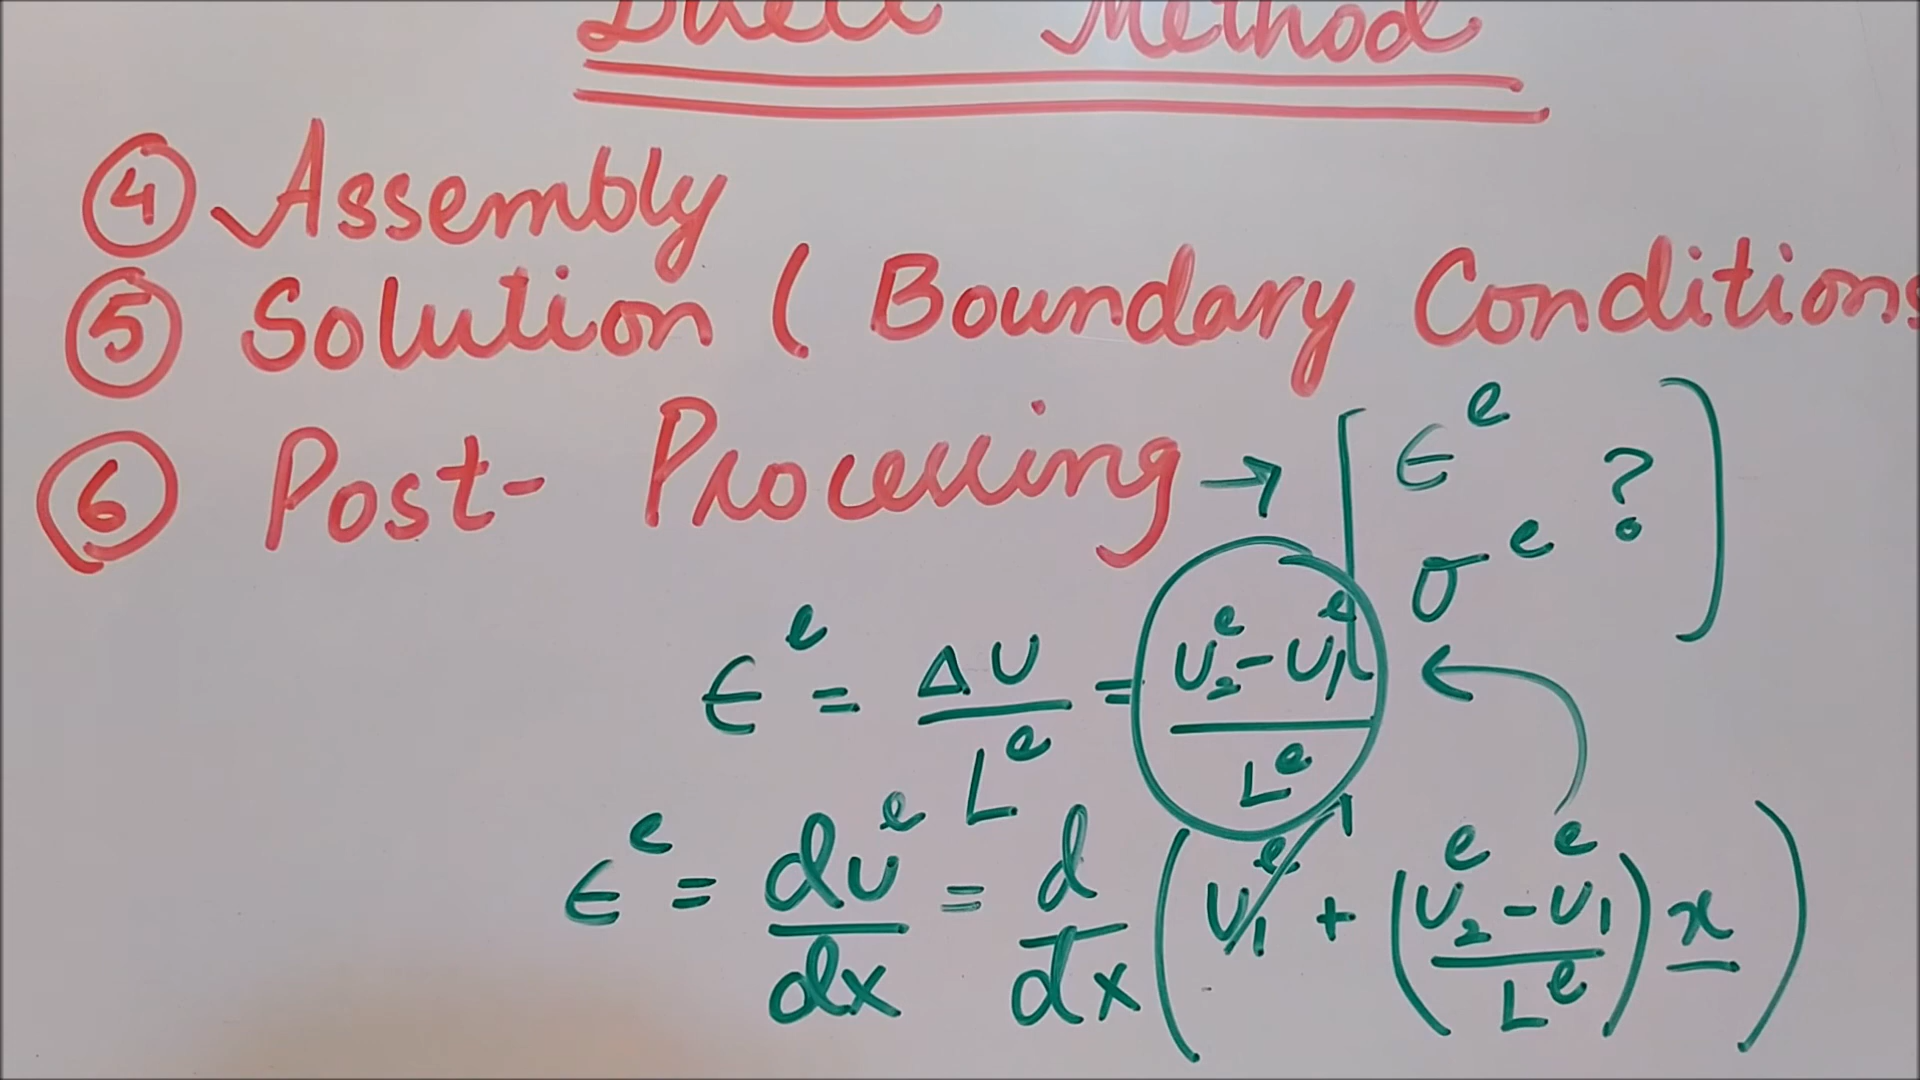 Direct Method
④ Assembly
⑤ Solution ( Boundary Conditions
⑥ Post- Processing → [ ϵᵉ σᵉ ? ]
ϵᵉ = ΔU / Lᵉ = (U₂ᵉ - U₁ᵉ) / Lᵉ
ϵᵉ = duᵉ / dx = d/dx ( U₁ᵉ + ( (U₂ᵉ - U₁ᵉ) / Lᵉ ) x )